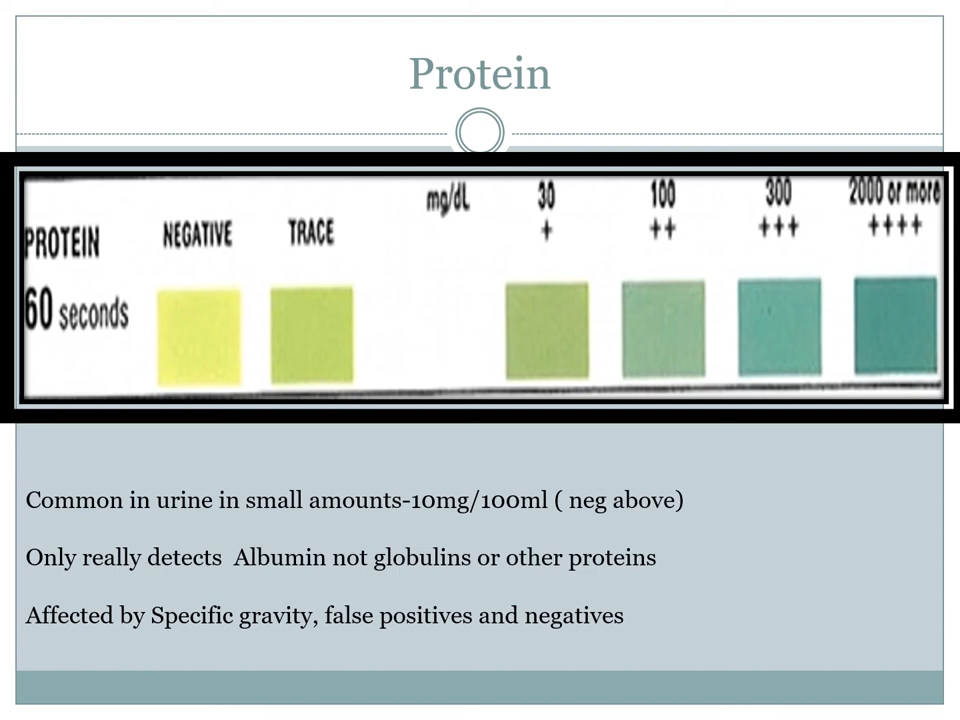 Protein
mg/dL 30 100 300 2000 or more
PROTEIN NEGATIVE TRACE + ++ +++ ++++
60 seconds
Common in urine in small amounts-10mg/100ml ( neg above)
Only really detects  Albumin not globulins or other proteins
Affected by Specific gravity, false positives and negatives